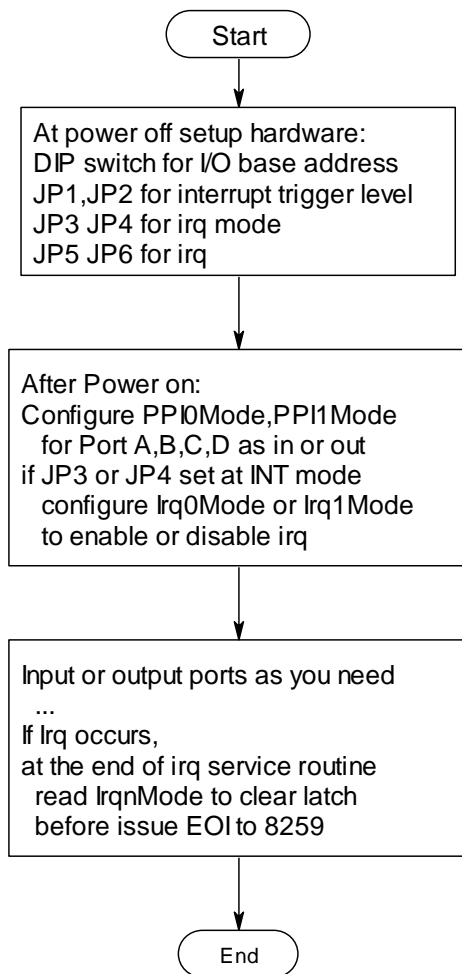 Start
At power off setup hardware:
DIP switch for I/O base address
JP1,JP2 for interrupt trigger level
JP3 JP4 for irq mode
JP5 JP6 for irq
After Power on:
Configure PPI0Mode,PPI1Mode
for Port A,B,C,D as in or out
if JP3 or JP4 set at INT mode
configure Irq0Mode or Irq1Mode
to enable or disable irq
Input or output ports as you need
...
If Irq occurs,
at the end of irq service routine
read IrqnMode to clear latch
before issue EOI to 8259
End